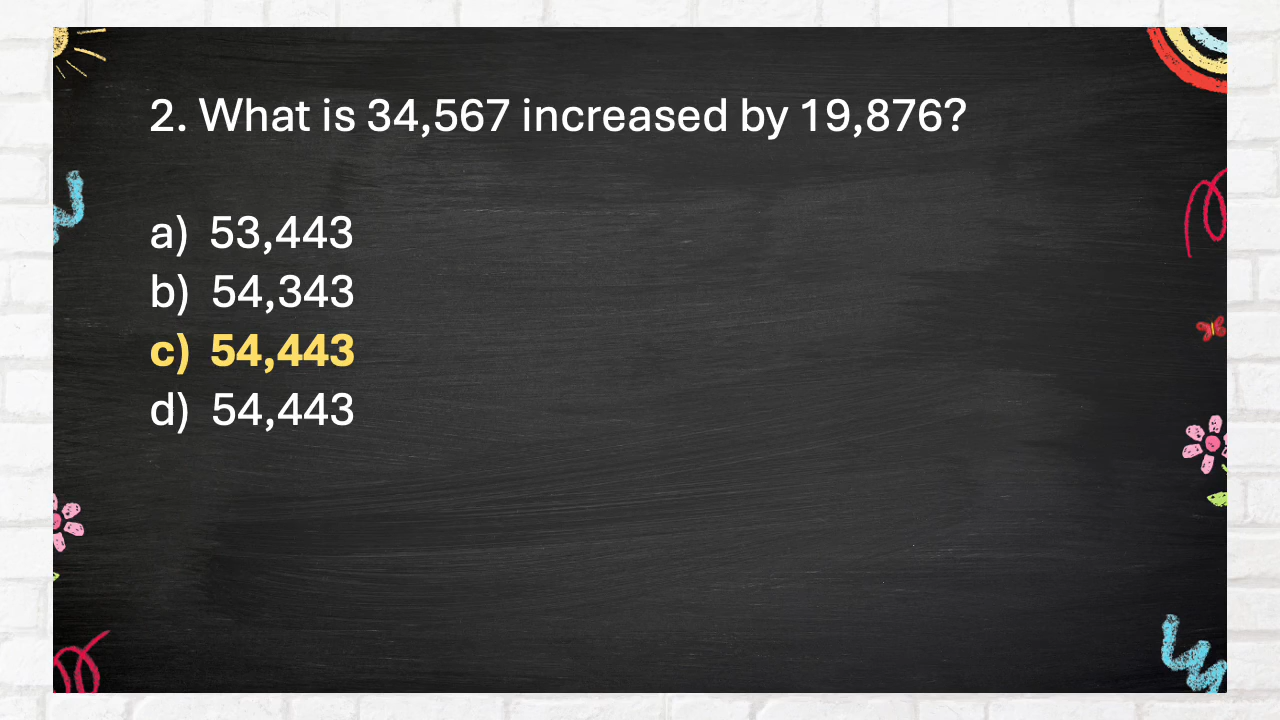 2. What is 34,567 increased by 19,876?
a) 53,443
b) 54,343
c) 54,443
d) 54,443